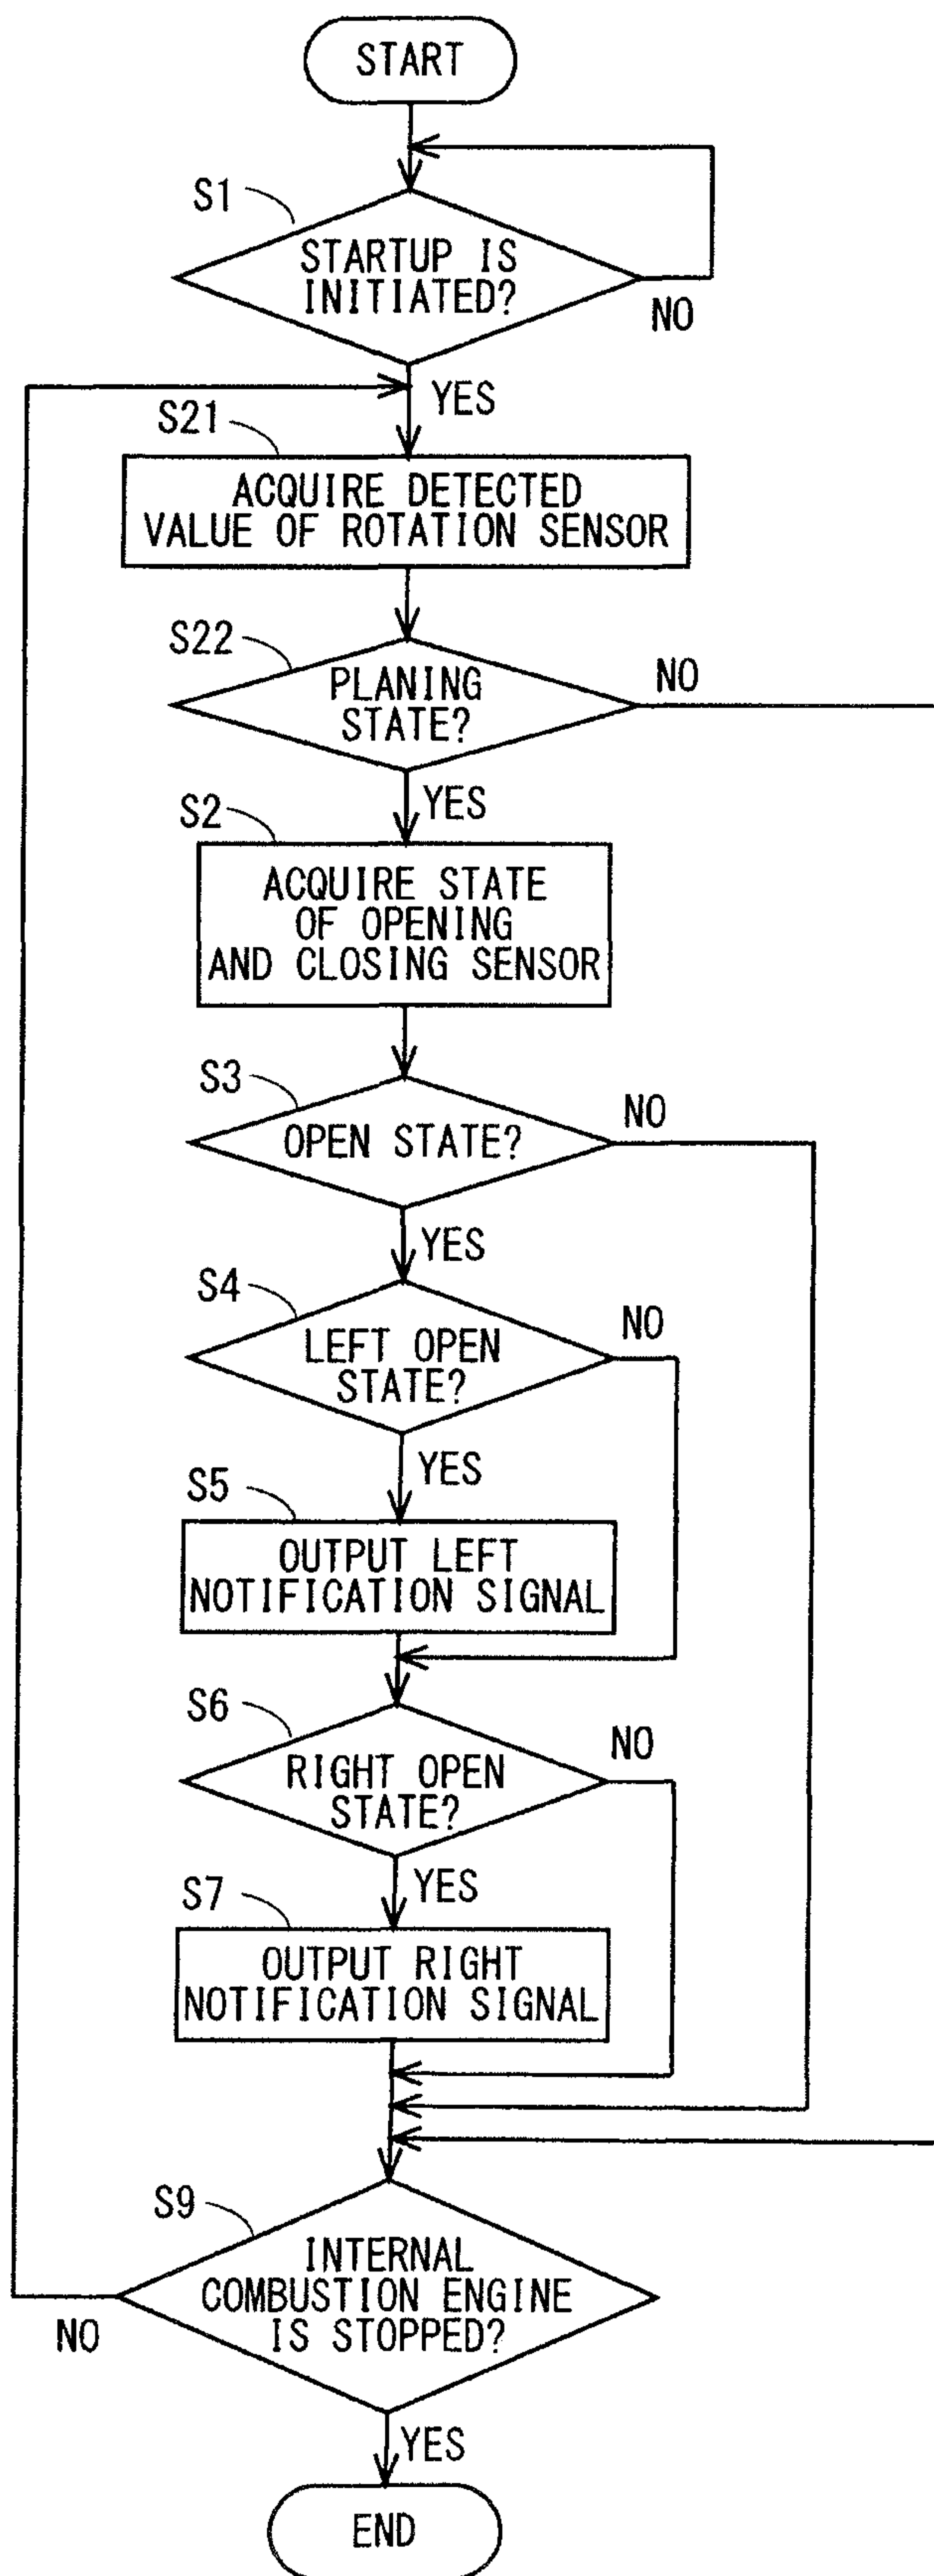 START
S1
STARTUP IS
INITIATED?
NO
YES
S21
ACQUIRE DETECTED
VALUE OF ROTATION SENSOR
S22
PLANING
STATE?
NO
YES
S2
ACQUIRE STATE
OF OPENING
AND CLOSING SENSOR
S3
OPEN STATE?
NO
YES
S4
LEFT OPEN
STATE?
NO
YES
S5
OUTPUT LEFT
NOTIFICATION SIGNAL
S6
RIGHT OPEN
STATE?
NO
YES
S7
OUTPUT RIGHT
NOTIFICATION SIGNAL
S9
INTERNAL
COMBUSTION ENGINE
IS STOPPED?
NO
YES
END